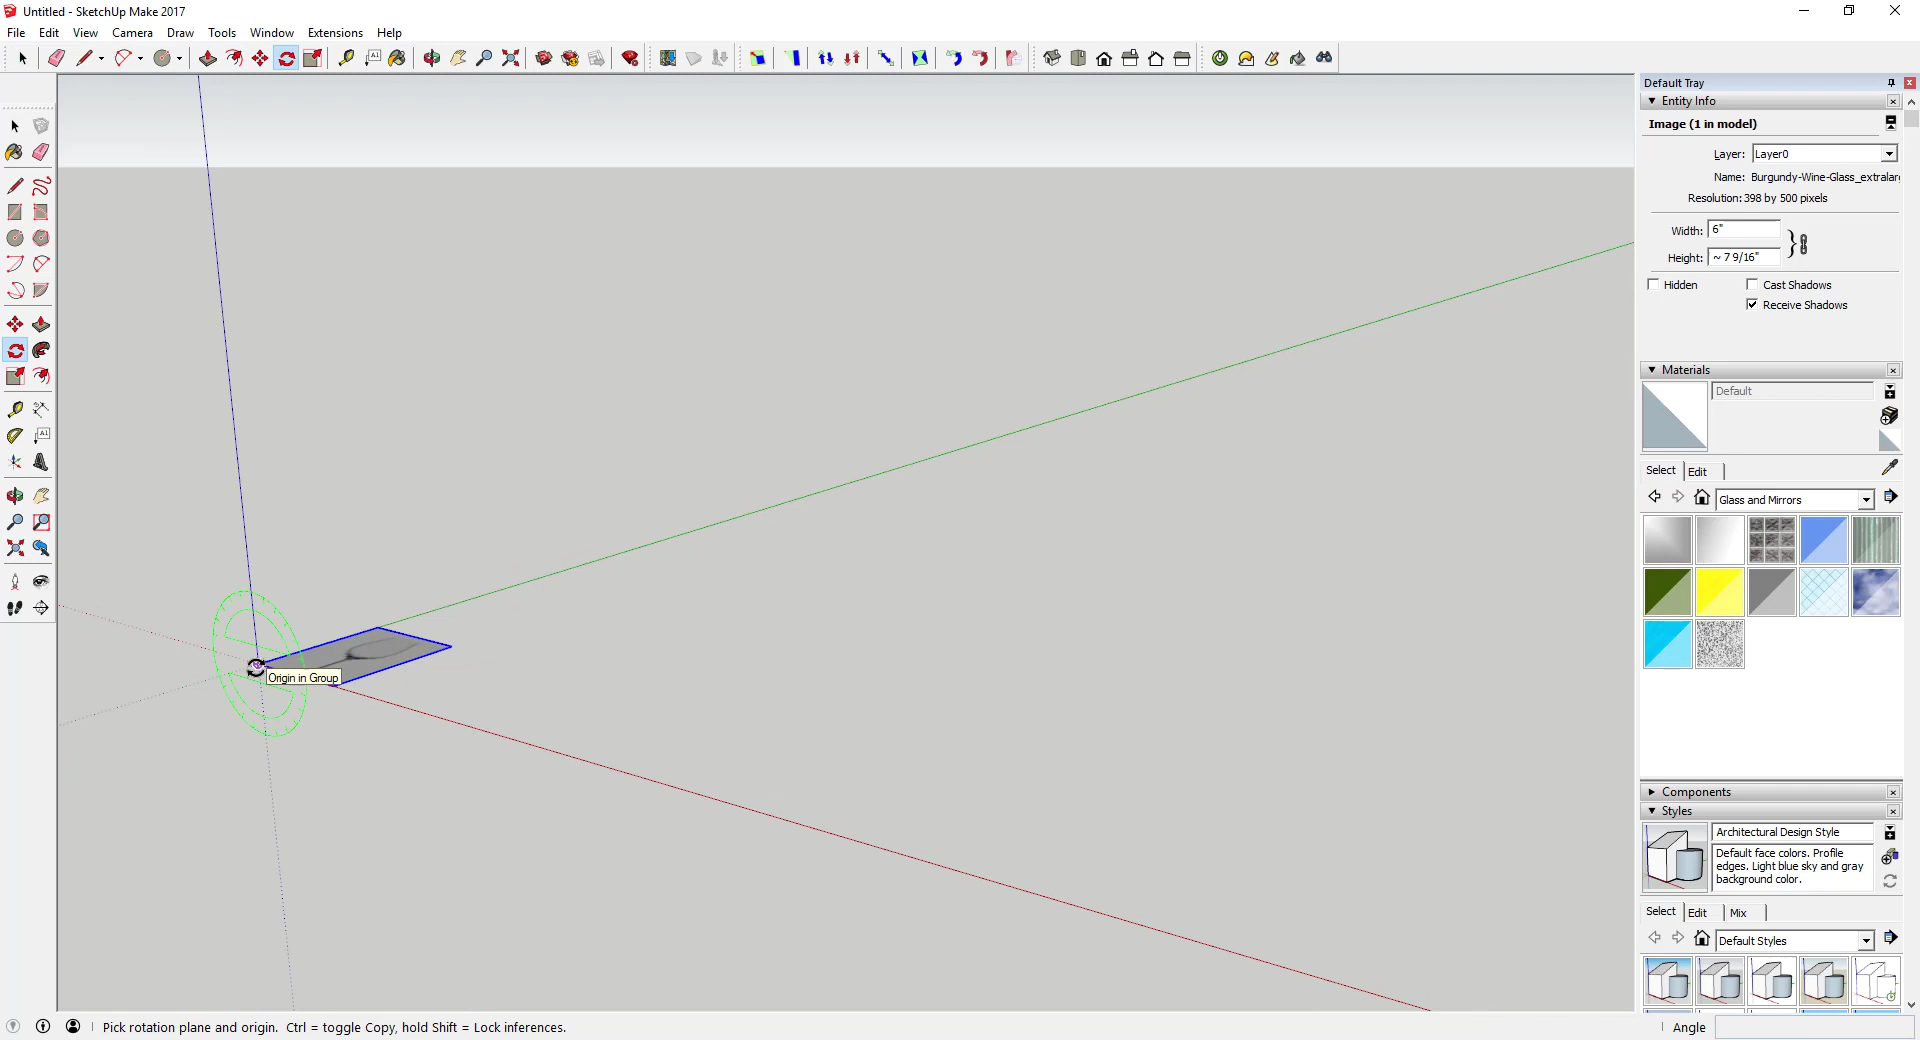 Untitled - SketchUp Make 2017
File Edit View Camera Draw Tools Window Extensions Help
Default Tray
Entity Info
Image (1 in model)
Layer: Layer0
Name: Burgundy-Wine-Glass_extralar
Resolution: 398 by 500 pixels
Width: 6"
Height: ~ 7 9/16"
Hidden Cast Shadows
Receive Shadows
Materials
Default
Select Edit
Glass and Mirrors
Origin in Group
Components
Styles
Architectural Design Style
Default face colors. Profile
edges. Light blue sky and gray
background color.
Select Edit Mix
Default Styles
Pick rotation plane and origin. Ctrl = toggle Copy, hold Shift = Lock inferences.
Angle